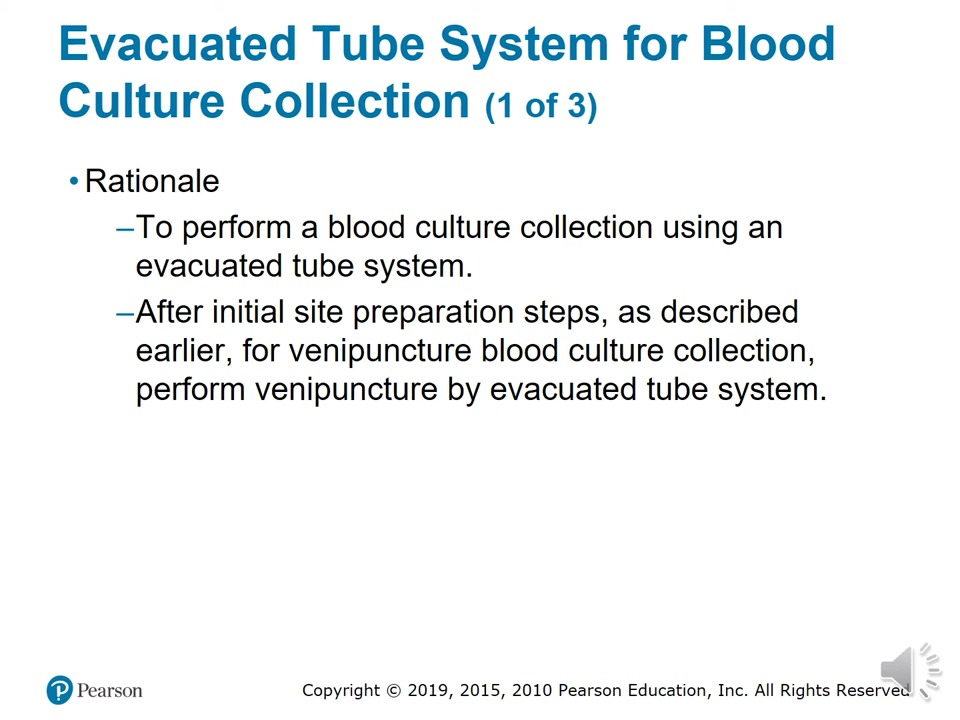 Evacuated Tube System for Blood
Culture Collection (1 of 3)
• Rationale
–To perform a blood culture collection using an
evacuated tube system.
–After initial site preparation steps, as described
earlier, for venipuncture blood culture collection,
perform venipuncture by evacuated tube system.
P Pearson
Copyright © 2019, 2015, 2010 Pearson Education, Inc. All Rights Reserved